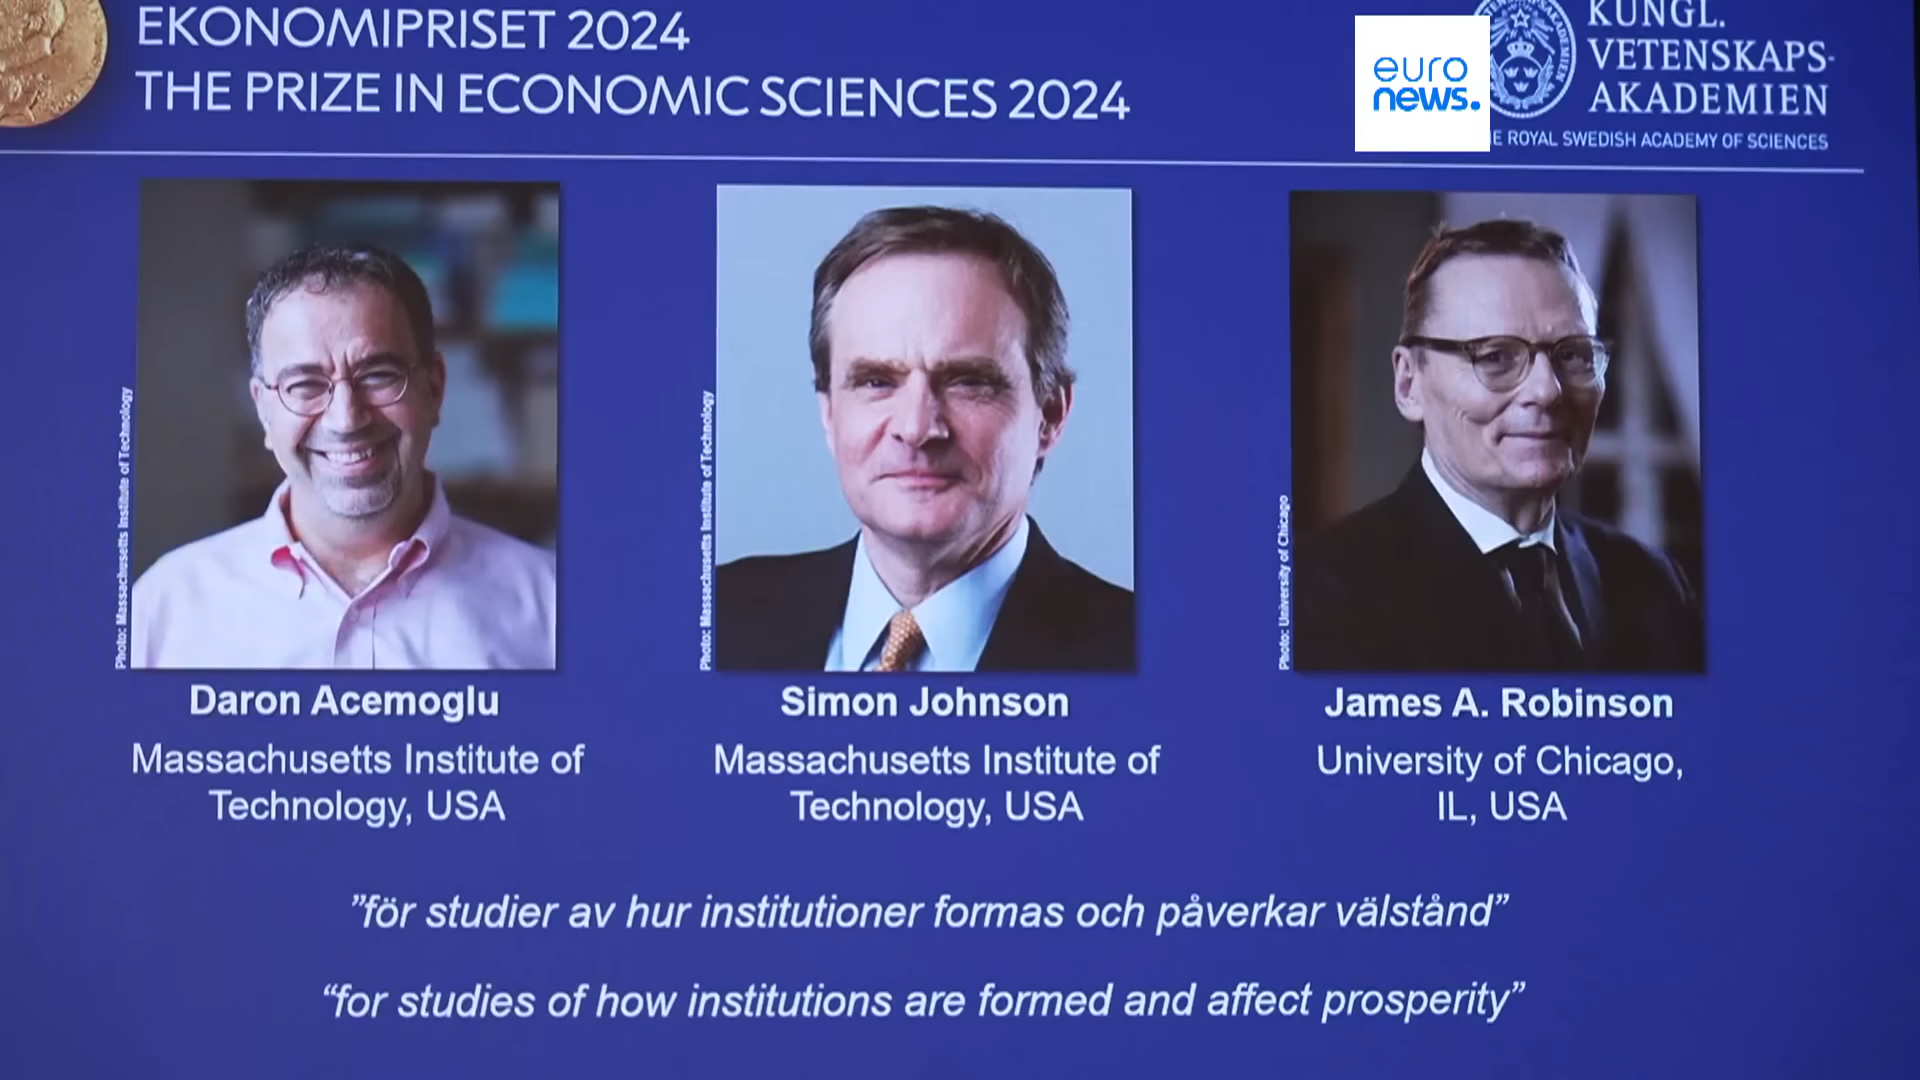 EKONOMIPRISET 2024
THE PRIZE IN ECONOMIC SCIENCES 2024
euro
news.
KUNGL.
VETENSKAPS-
AKADEMIEN
ROYAL SWEDISH ACADEMY OF SCIENCES
Photo: Massachusetts Institute of Technology
Photo: Massachusetts Institute of Technology
Photo: University of Chicago
Daron Acemoglu
Massachusetts Institute of
Technology, USA
Simon Johnson
Massachusetts Institute of
Technology, USA
James A. Robinson
University of Chicago,
IL, USA
”för studier av hur institutioner formas och påverkar välstånd”
“for studies of how institutions are formed and affect prosperity”